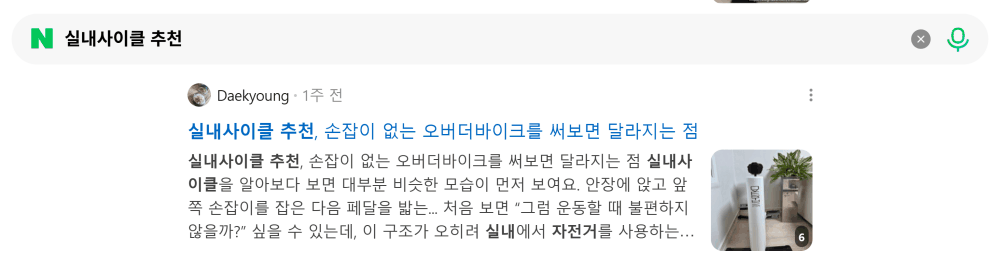 실내사이클 추천
Daekyoung · 1주 전
실내사이클 추천, 손잡이 없는 오버더바이크를 써보면 달라지는 점
실내사이클 추천, 손잡이 없는 오버더바이크를 써보면 달라지는 점 실내사
이클을 알아보다 보면 대부분 비슷한 모습이 먼저 보여요. 안장에 앉고 앞
쪽 손잡이를 잡은 다음 페달을 밟는... 처음 보면 “그럼 운동할 때 불편하지
않을까?” 싶을 수 있는데, 이 구조가 오히려 실내에서 자전거를 사용하는...
6